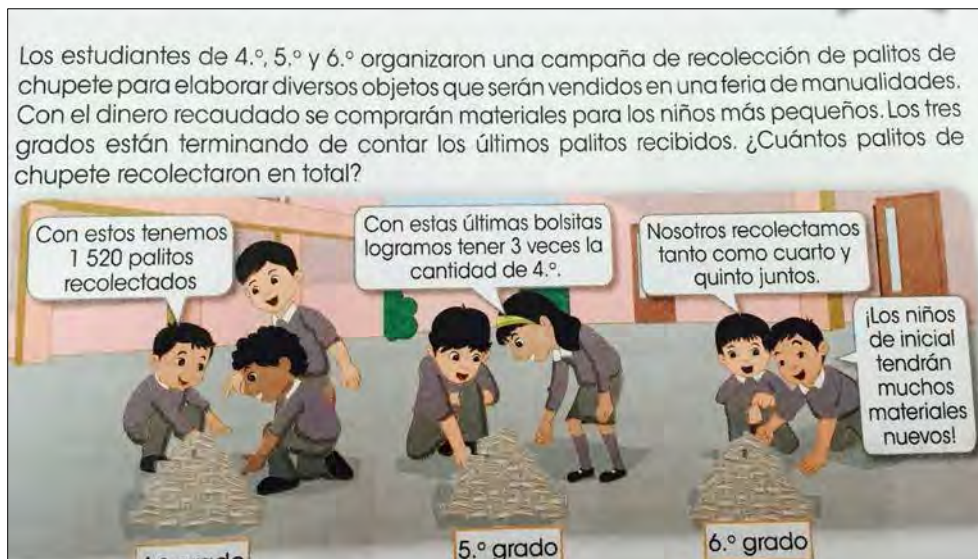 Los estudiantes de 4.º, 5.º y 6.º organizaron una campaña de recolección de palitos de
chupete para elaborar diversos objetos que serán vendidos en una feria de manualidades.
Con el dinero recaudado se comprarán materiales para los niños más pequeños. Los tres
grados están terminando de contar los últimos palitos recibidos. ¿Cuántos palitos de
chupete recolectaron en total?
Con estos tenemos
1 520 palitos
recolectados
Con estas últimas bolsitas
logramos tener 3 veces la
cantidad de 4.º.
Nosotros recolectamos
tanto como cuarto y
quinto juntos.
¡Los niños
de inicial
tendrán
muchos
materiales
nuevos!
5.º grado
6.º grado